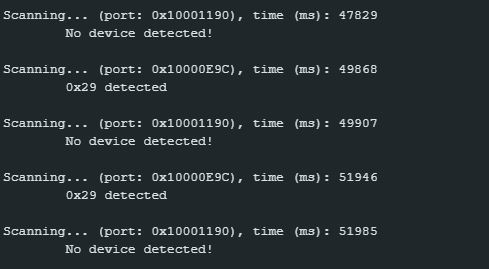 Scanning... (port: 0x10001190), time (ms): 47829
No device detected!
Scanning... (port: 0x10000E9C), time (ms): 49868
0x29 detected
Scanning... (port: 0x10001190), time (ms): 49907
No device detected!
Scanning... (port: 0x10000E9C), time (ms): 51946
0x29 detected
Scanning... (port: 0x10001190), time (ms): 51985
No device detected!